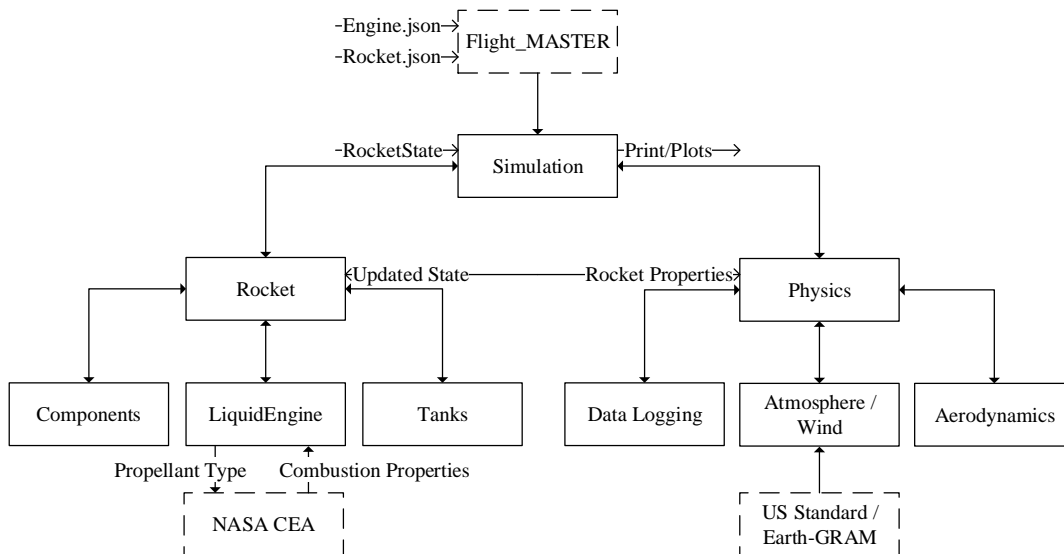 Engine.json
Flight_MASTER
Rocket.json
RocketState
Simulation
Print/Plots
Rocket
Updated State
Rocket Properties
Physics
Components
LiquidEngine
Tanks
Data Logging
Atmosphere /
Wind
Aerodynamics
Propellant Type
Combustion Properties
NASA CEA
US Standard /
Earth-GRAM